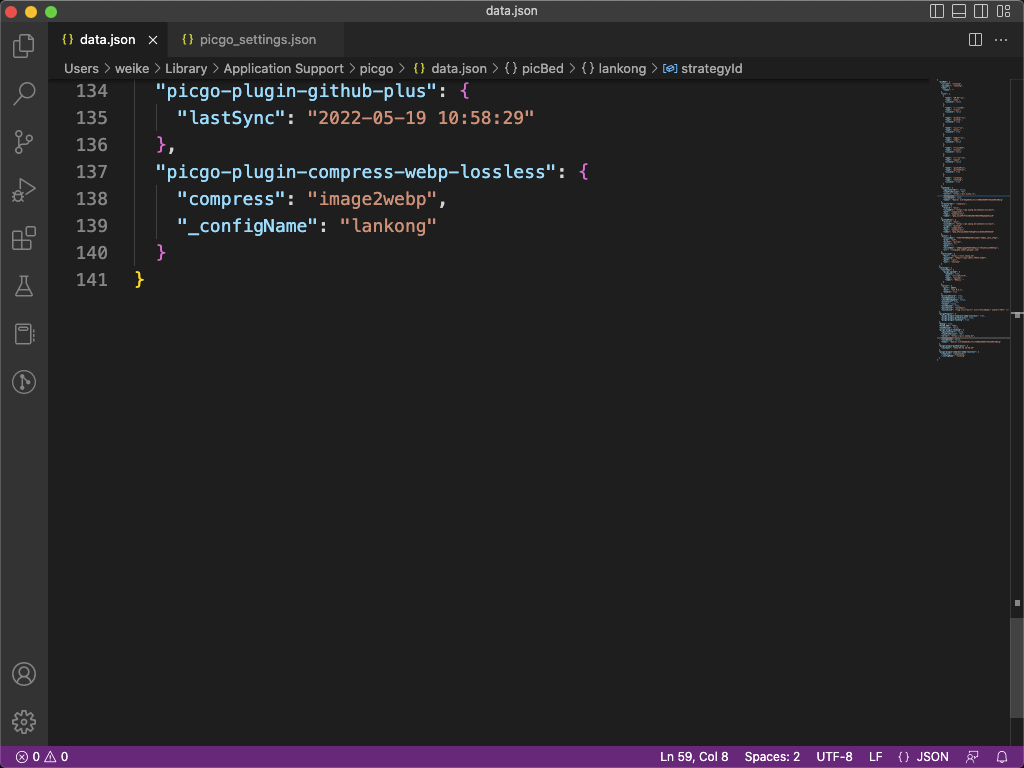 data.json
{} data.json × {} picgo_settings.json
Users > weike > Library > Application Support > picgo > {} data.json > {} picBed > {} lankong > strategyId
134 "picgo-plugin-github-plus": {
135 "lastSync": "2022-05-19 10:58:29"
136 },
137 "picgo-plugin-compress-webp-lossless": {
138 "compress": "image2webp",
139 "_configName": "lankong"
140 }
141 }
0 0 Ln 59, Col 8 Spaces: 2 UTF-8 LF {} JSON